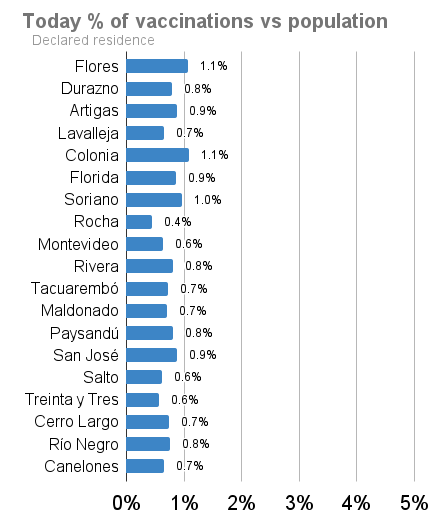 Today % of vaccinations vs population
Declared residence
Flores 1.1%
Durazno 0.8%
Artigas 0.9%
Lavalleja 0.7%
Colonia 1.1%
Florida 0.9%
Soriano 1.0%
Rocha 0.4%
Montevideo 0.6%
Rivera 0.8%
Tacuarembó 0.7%
Maldonado 0.7%
Paysandú 0.8%
San José 0.9%
Salto 0.6%
Treinta y Tres 0.6%
Cerro Largo 0.7%
Río Negro 0.8%
Canelones 0.7%
0% 1% 2% 3% 4% 5%